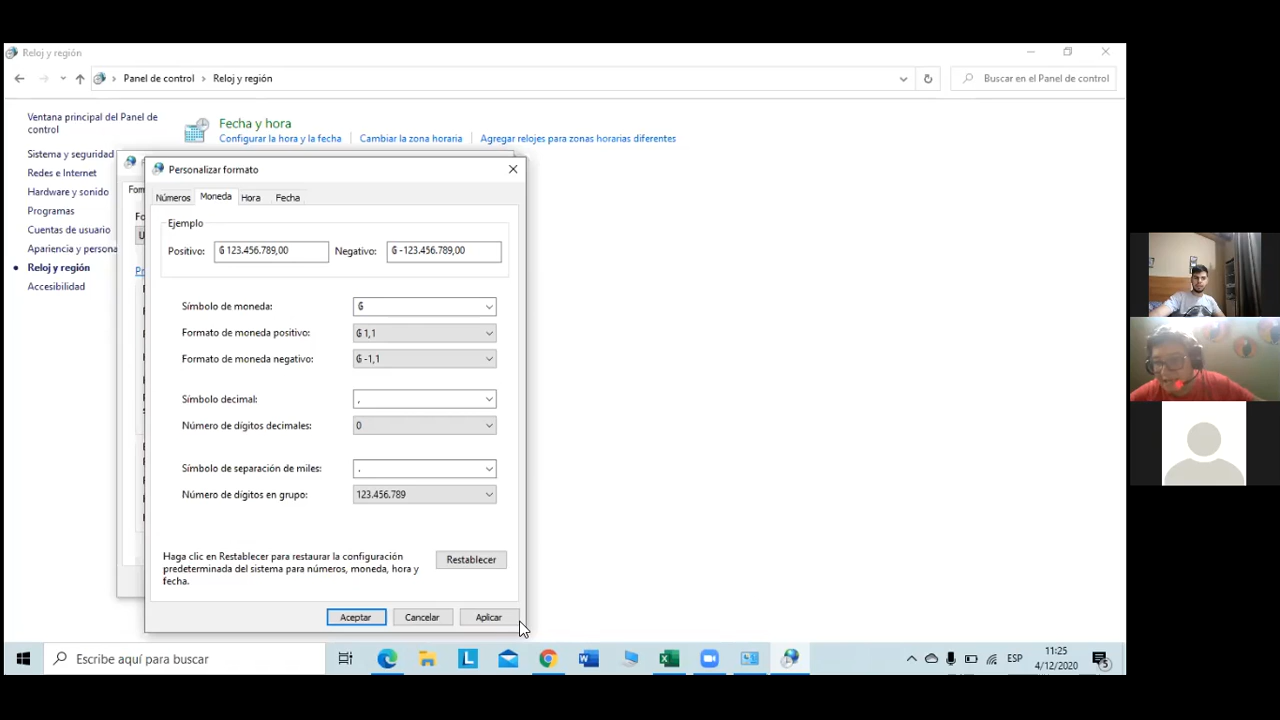 Reloj y región
Panel de control › Reloj y región
Buscar en el Panel de control
Ventana principal del Panel de
control
Sistema y seguridad
Redes e Internet
Hardware y sonido
Programas
Cuentas de usuario
Apariencia y persona
Reloj y región
Accesibilidad
Fecha y hora
Configurar la hora y la fecha
Cambiar la zona horaria
Agregar relojes para zonas horarias diferentes
Personalizar formato
Números Moneda Hora Fecha
Ejemplo
Positivo: ₲ 123.456.789,00 Negativo: ₲ -123.456.789,00
Símbolo de moneda: ₲
Formato de moneda positivo: ₲ 1,1
Formato de moneda negativo: ₲ -1,1
Símbolo decimal: ,
Número de dígitos decimales: 0
Símbolo de separación de miles: .
Número de dígitos en grupo: 123.456.789
Haga clic en Restablecer para restaurar la configuración
predeterminada del sistema para números, moneda, hora y
fecha.
Restablecer
Aceptar Cancelar Aplicar
Escribe aquí para buscar
ESP
11:25
4/12/2020
5